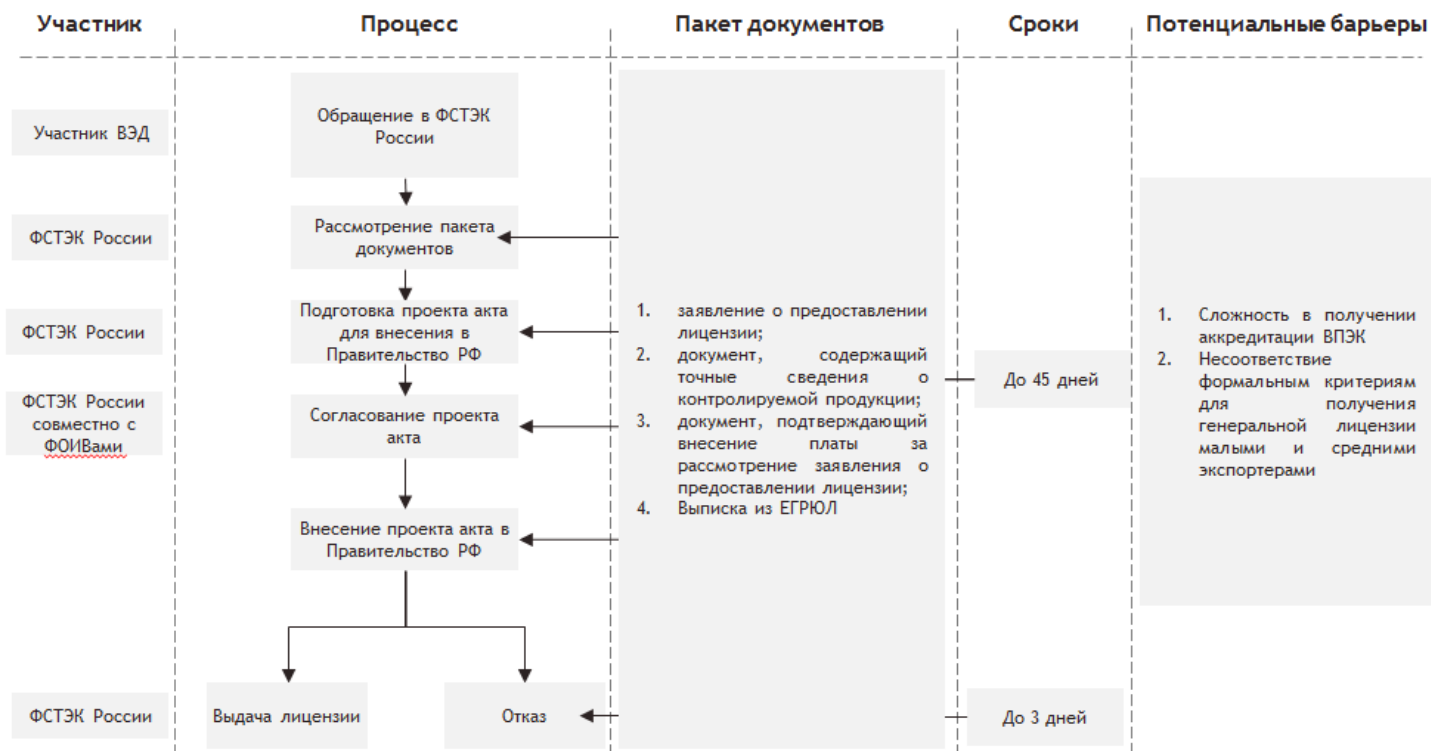 Участник
Процесс
Пакет документов
Сроки
Потенциальные барьеры
Участник ВЭД
Обращение в ФСТЭК
России
ФСТЭК России
Рассмотрение пакета
документов
ФСТЭК России
Подготовка проекта акта
для внесения в
Правительство РФ
ФСТЭК России
совместно с
ФОИВами
Согласование проекта
акта
Внесение проекта акта в
Правительство РФ
ФСТЭК России
Выдача лицензии
Отказ
1. заявление о предоставлении
лицензии;
2. документ, содержащий
точные сведения о
контролируемой продукции;
3. документ, подтверждающий
внесение платы за
рассмотрение заявления о
предоставлении лицензии;
4. Выписка из ЕГРЮЛ
До 45 дней
До 3 дней
1. Сложность в получении
аккредитации ВПЭК
2. Несоответствие
формальным критериям
для получения
генеральной лицензии
малыми и средними
экспортерами